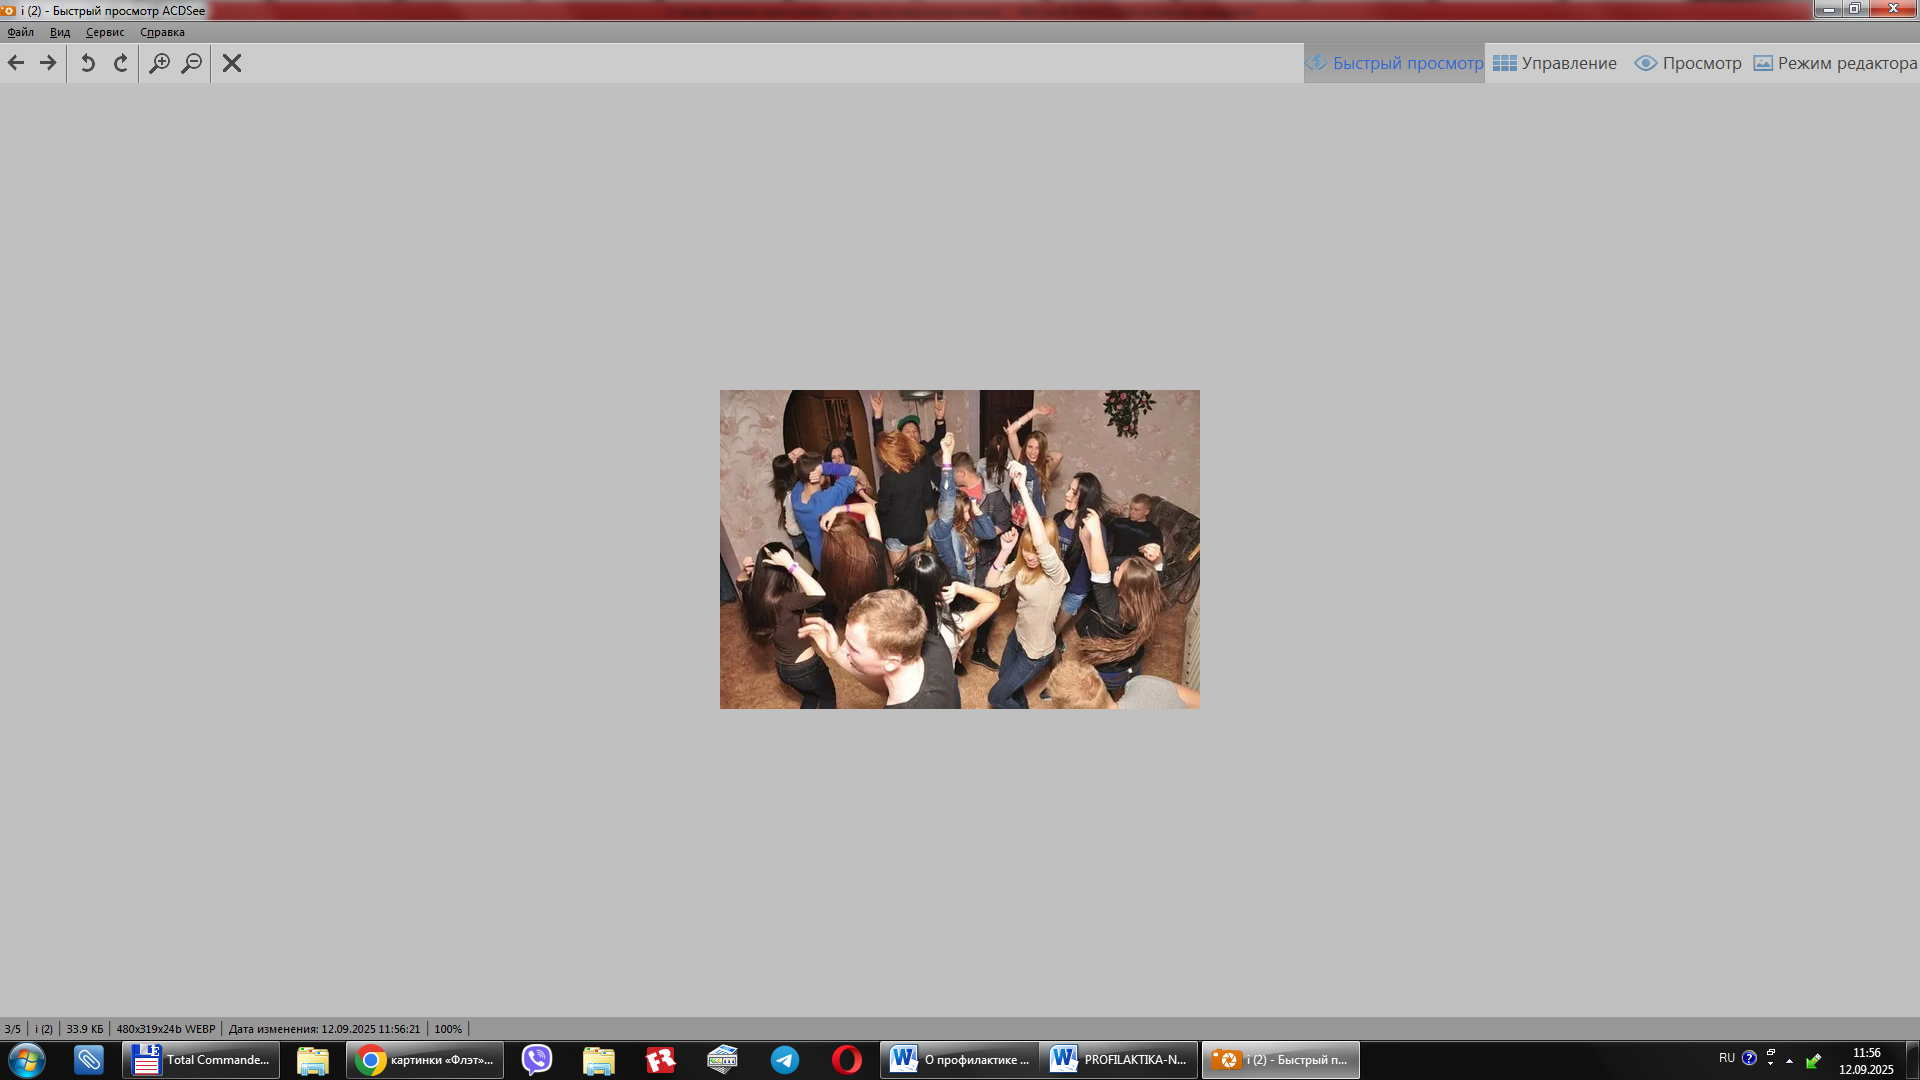 i (2) - Быстрый просмотр ACDSee
Файл Вид Сервис Справка
Быстрый просмотр Управление Просмотр Режим редактора
3/5 i (2) 33.9 КБ 480x319x24b WEBP Дата изменения: 12.09.2025 11:56:21 100%
Total Commande... картинки «Флэт»... О профилактике ... PROFILAKTIKA-N... i (2) - Быстрый п... RU 11:56
12.09.2025